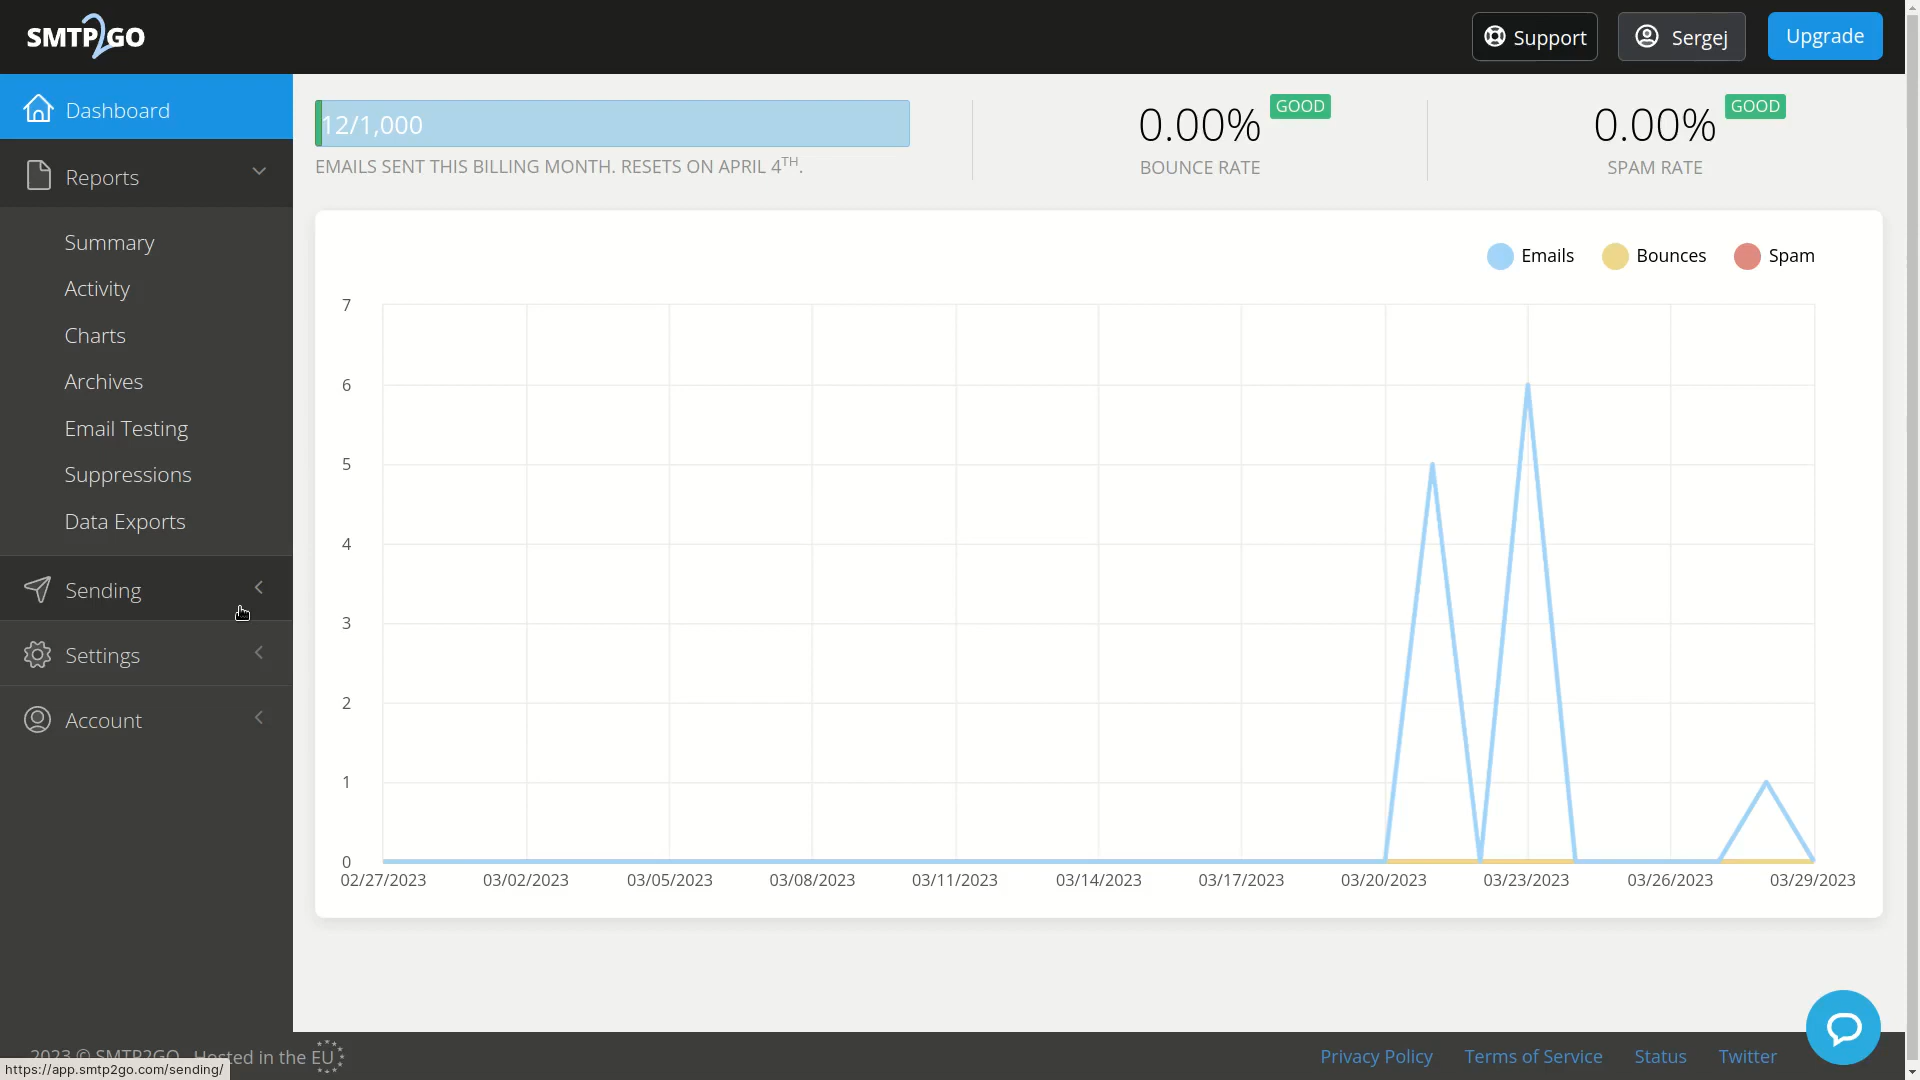 SMTP2GO
Support
Sergej
Upgrade
Dashboard
Reports
Summary
Activity
Charts
Archives
Email Testing
Suppressions
Data Exports
Sending
Settings
Account
12/1,000
EMAILS SENT THIS BILLING MONTH. RESETS ON APRIL 4TH.
0.00% GOOD
BOUNCE RATE
0.00% GOOD
SPAM RATE
Emails Bounces Spam
7
6
5
4
3
2
1
0
02/27/2023 03/02/2023 03/05/2023 03/08/2023 03/11/2023 03/14/2023 03/17/2023 03/20/2023 03/23/2023 03/26/2023 03/29/2023
2023 © SMTP2GO Hosted in the EU
Privacy Policy Terms of Service Status Twitter
https://app.smtp2go.com/sending/